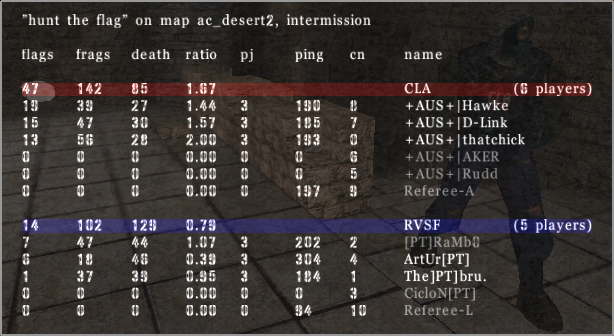 "hunt the flag" on map ac_desert2, intermission
flags frags death ratio pj ping cn name
47 142 85 1.67 CLA (6 players)
19 39 27 1.44 3 190 8 +AUS+|Hawke
15 47 30 1.57 3 185 7 +AUS+|D-Link
13 56 28 2.00 3 193 0 +AUS+|thatchick
0 0 0 0.00 0 0 6 +AUS+|AKER
0 0 0 0.00 0 0 5 +AUS+|Rudd
0 0 0 0.00 0 197 9 Referee-A
14 102 129 0.79 RVSF (5 players)
7 47 44 1.07 3 202 2 [PT]RaMb0
6 18 46 0.39 3 304 4 ArtUr[PT]
1 37 39 0.95 3 184 1 The]PT]bru.
0 0 0 0.00 0 0 3 CicloN[PT]
0 0 0 0.00 0 94 10 Referee-L